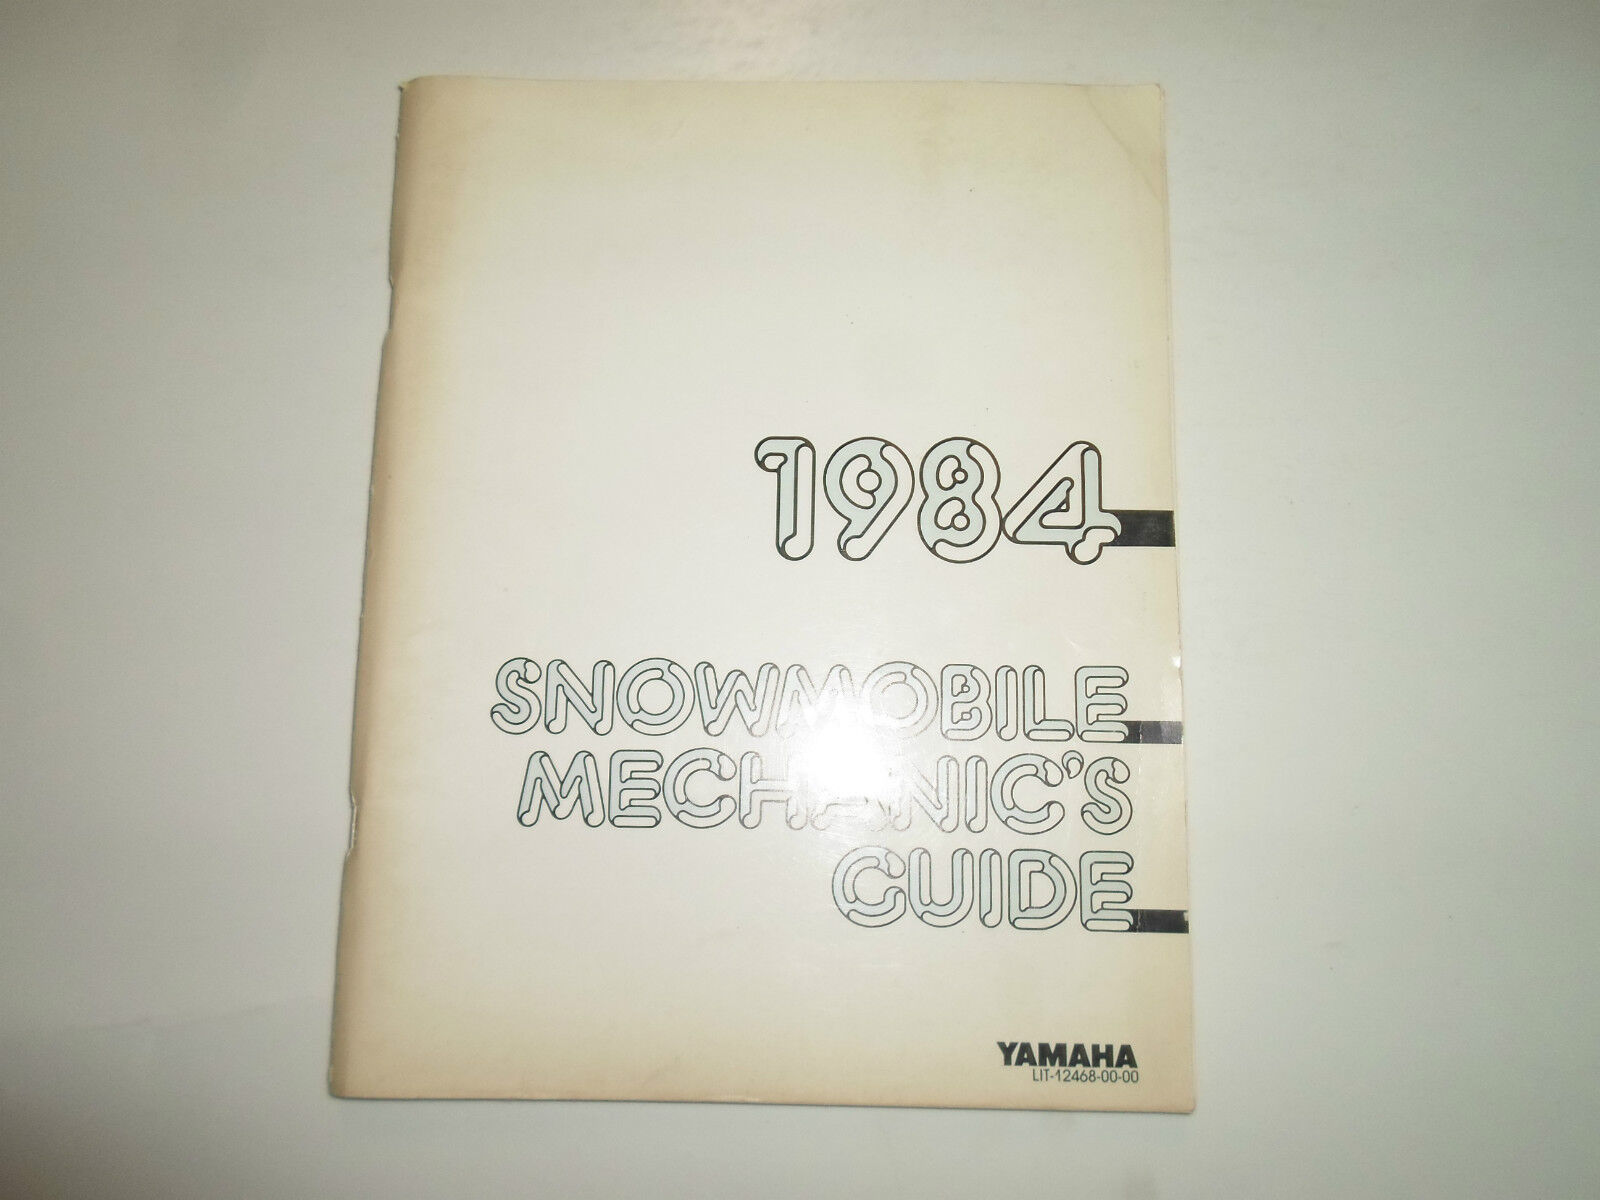 1984
SNOWMOBILE
MECHANIC'S
GUIDE
YAMAHA
LIT-12468-00-00